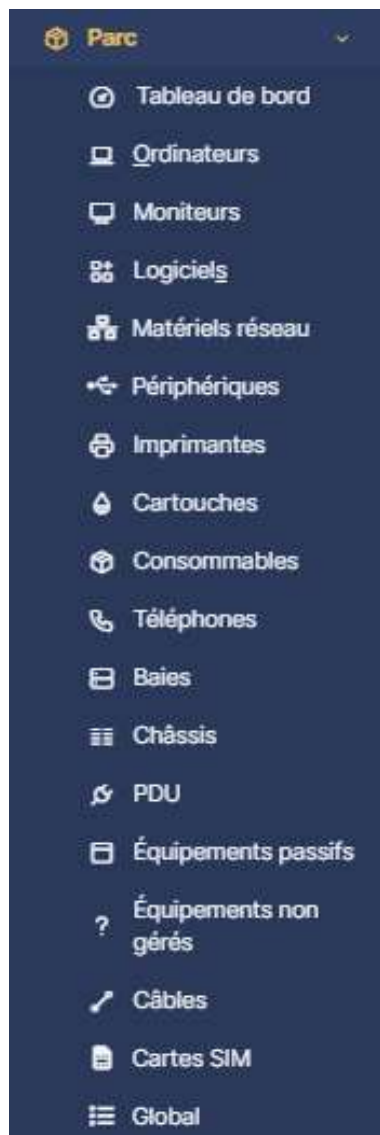 Parc
Tableau de bord
Ordinateurs
Moniteurs
Logiciels
Matériels réseau
Périphériques
Imprimantes
Cartouches
Consommables
Téléphones
Baies
Châssis
PDU
Équipements passifs
Équipements non
gérés
Câbles
Cartes SIM
Global